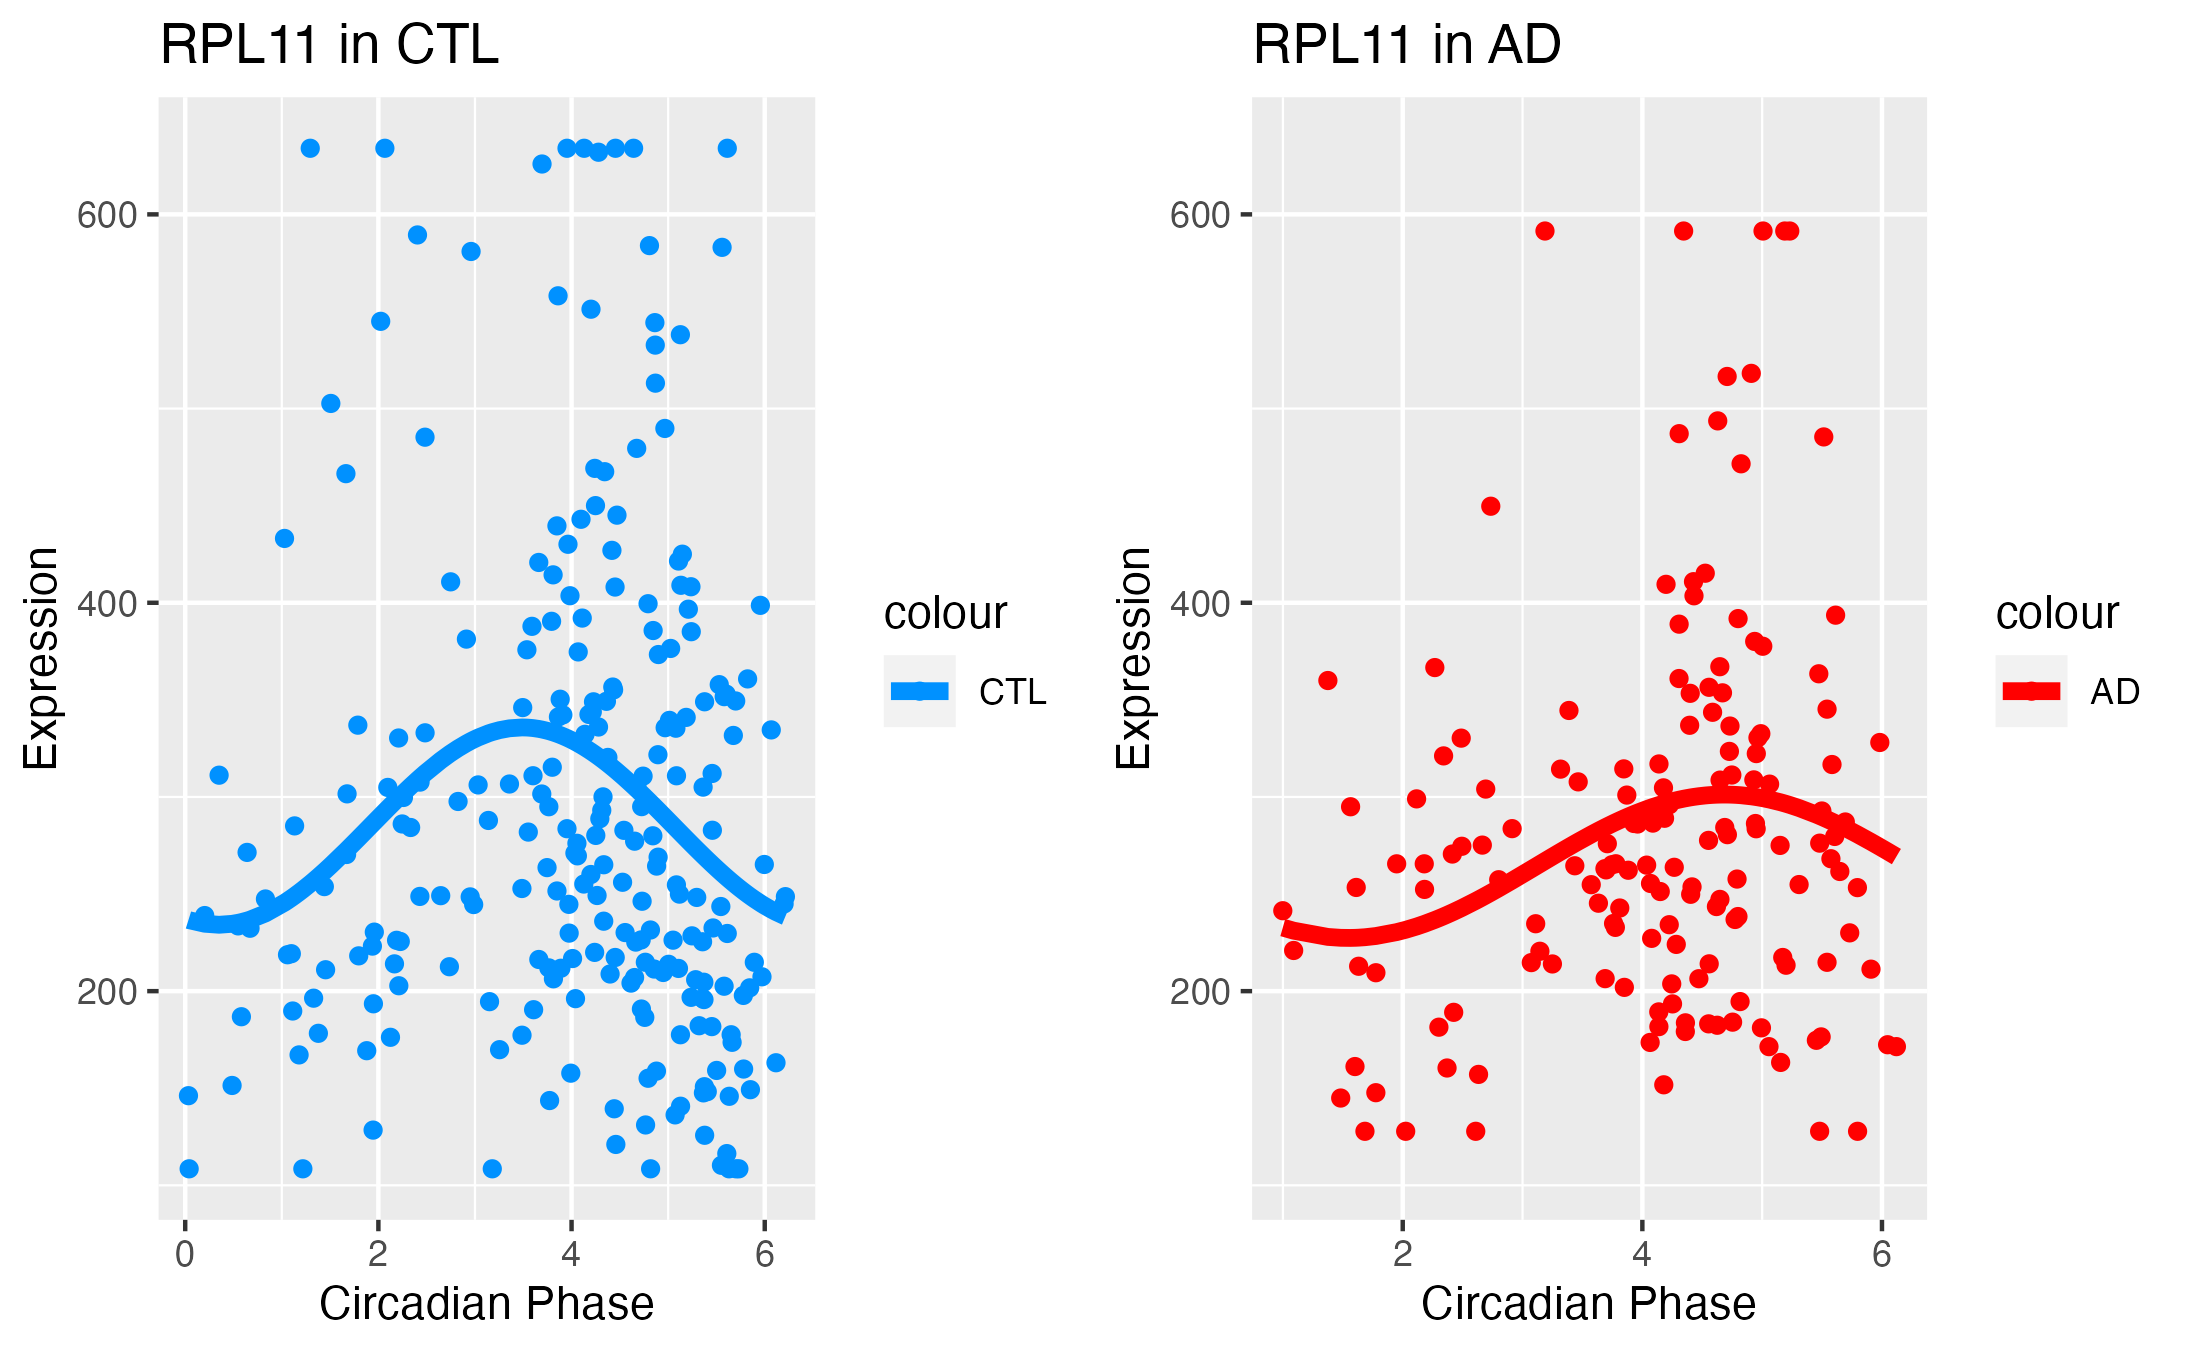 RPL11 in CTL
600
400
200
Expression
0 2 4 6
Circadian Phase
colour
CTL
RPL11 in AD
600
400
200
Expression
2 4 6
Circadian Phase
colour
AD